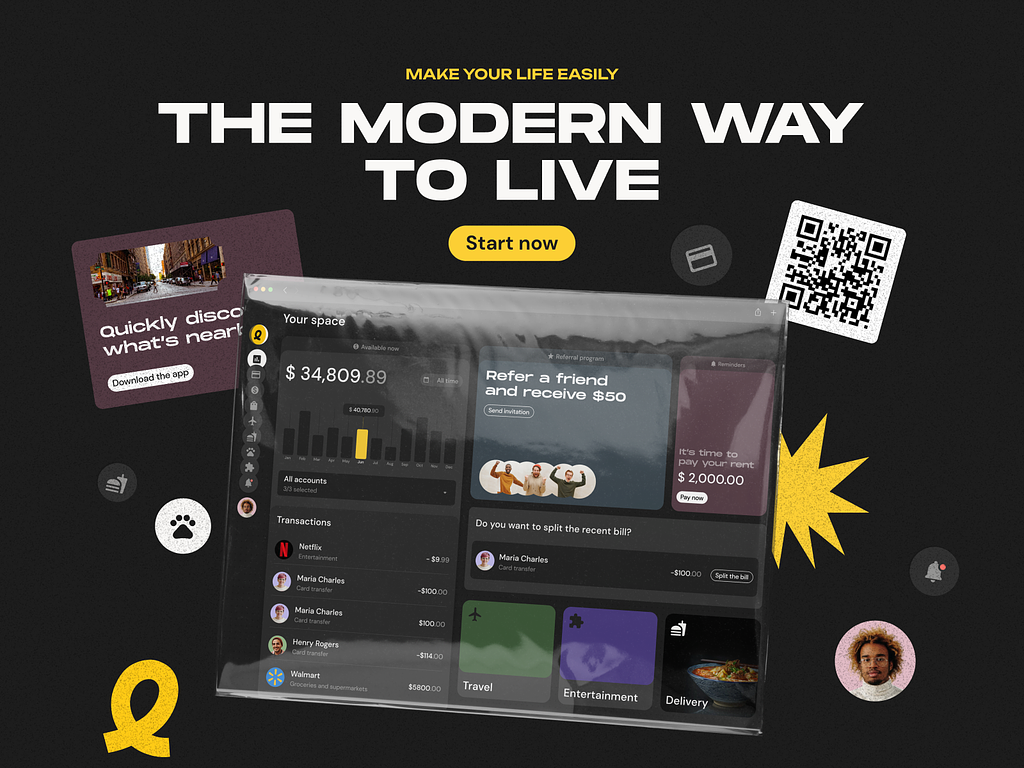 MAKE YOUR LIFE EASILY
THE MODERN WAY
TO LIVE
Start now
Quickly disco
what's nearb
Download the app
Your space
Available now
$ 34,809.89
All time
$ 40,780.90
Jan Feb Mar Apr May Jun Jul Aug Sep Oct Nov Dec
All accounts
3/3 selected
Transactions
Netflix
Entertainment
- $9.99
Maria Charles
Card transfer
-$100.00
Maria Charles
Card transfer
$100.00
Henry Rogers
Card transfer
-$114.00
Walmart
Groceries and supermarkets
$5800.00
Referral program
Refer a friend
and receive $50
Send invitation
Reminders
It's time to
pay your rent
$ 2,000.00
Pay now
Do you want to split the recent bill?
Maria Charles
Card transfer
-$100.00
Split the bill
Travel
Entertainment
Delivery